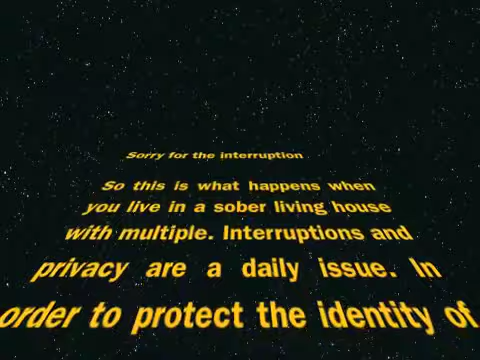 Sorry for the interruption
So this is what happens when
you live in a sober living house
with multiple. Interruptions and
privacy are a daily issue. In
order to protect the identity of